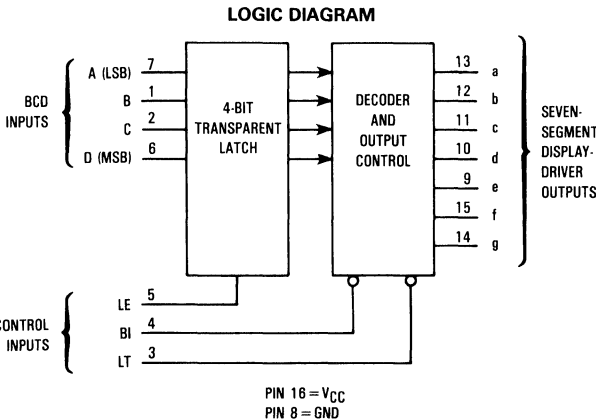 LOGIC DIAGRAM
BCD
INPUTS
A (LSB) 7
B 1
C 2
D (MSB) 6
4-BIT
TRANSPARENT
LATCH
DECODER
AND
OUTPUT
CONTROL
13 a
12 b
11 c
10 d
9 e
15 f
14 g
SEVEN-
SEGMENT
DISPLAY-
DRIVER
OUTPUTS
CONTROL
INPUTS
LE 5
BI 4
LT 3
PIN 16 = VCC
PIN 8 = GND